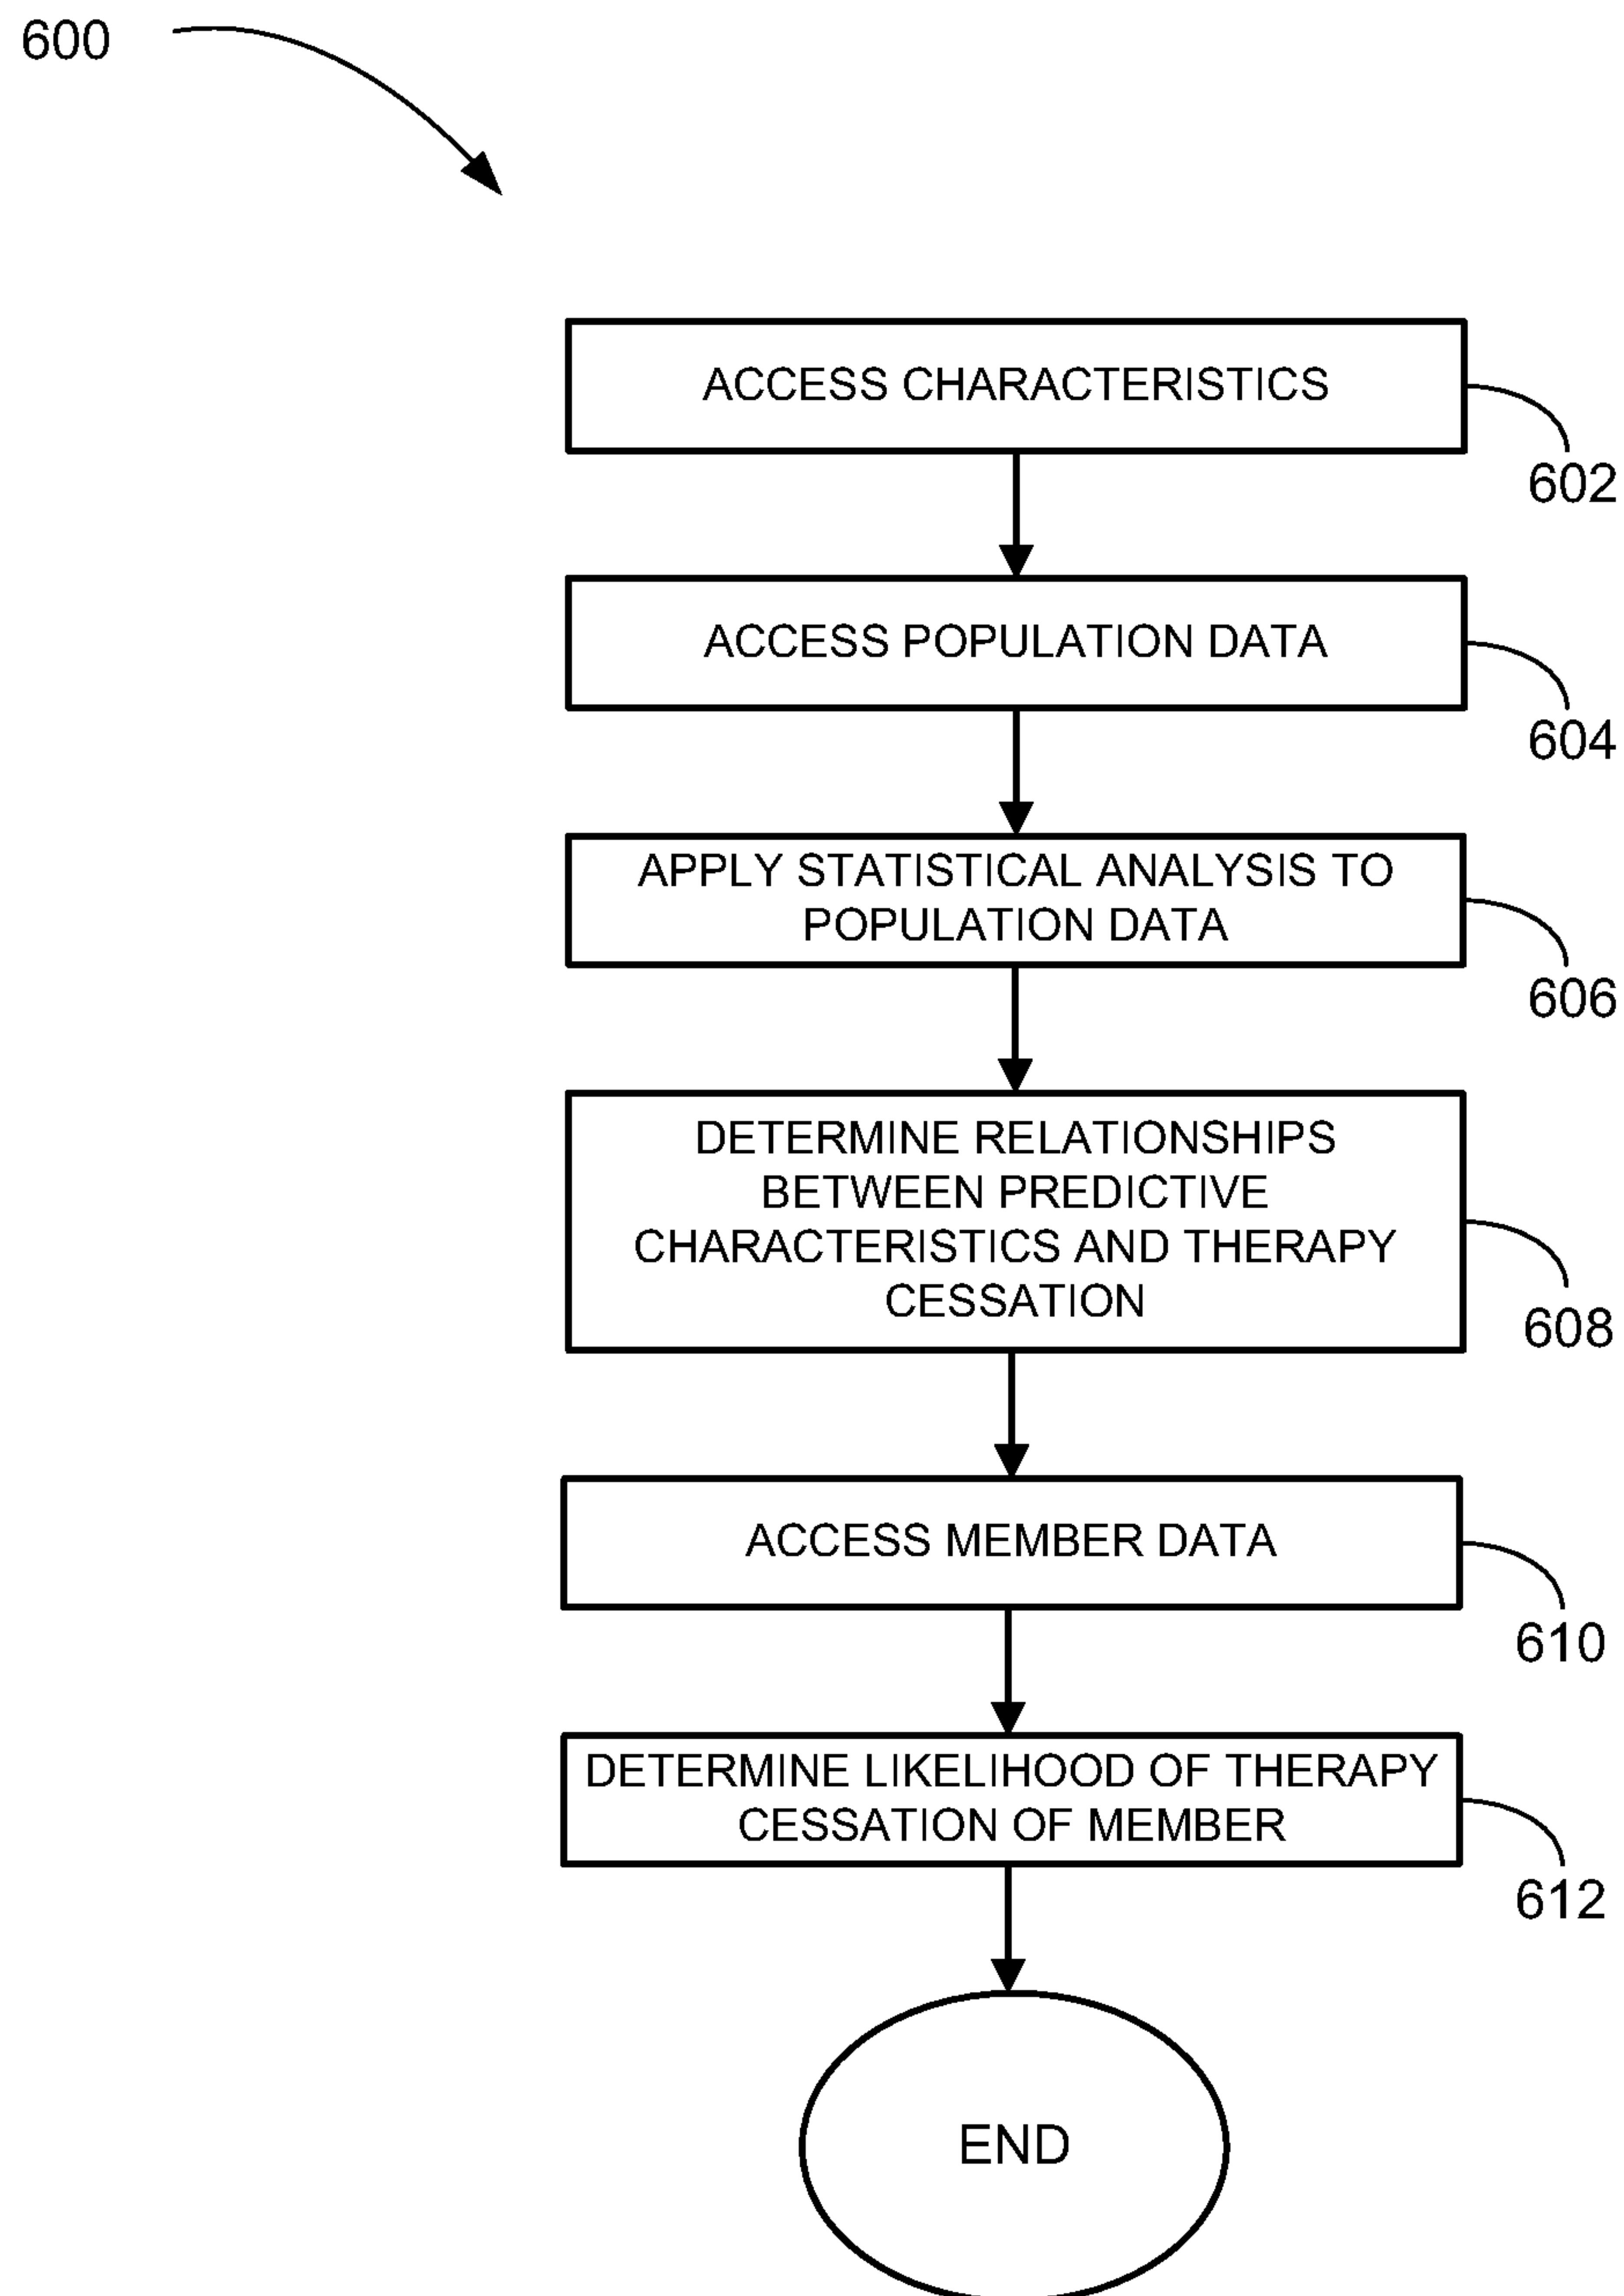 600
ACCESS CHARACTERISTICS
602
ACCESS POPULATION DATA
604
APPLY STATISTICAL ANALYSIS TO
POPULATION DATA
606
DETERMINE RELATIONSHIPS
BETWEEN PREDICTIVE
CHARACTERISTICS AND THERAPY
CESSATION
608
ACCESS MEMBER DATA
610
DETERMINE LIKELIHOOD OF THERAPY
CESSATION OF MEMBER
612
END